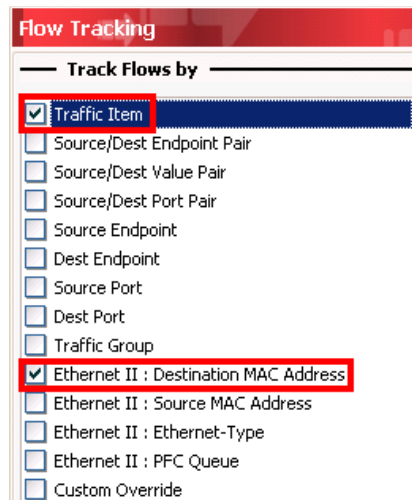 Flow Tracking
Track Flows by
Traffic Item
Source/Dest Endpoint Pair
Source/Dest Value Pair
Source/Dest Port Pair
Source Endpoint
Dest Endpoint
Source Port
Dest Port
Traffic Group
Ethernet II : Destination MAC Address
Ethernet II : Source MAC Address
Ethernet II : Ethernet-Type
Ethernet II : PFC Queue
Custom Override